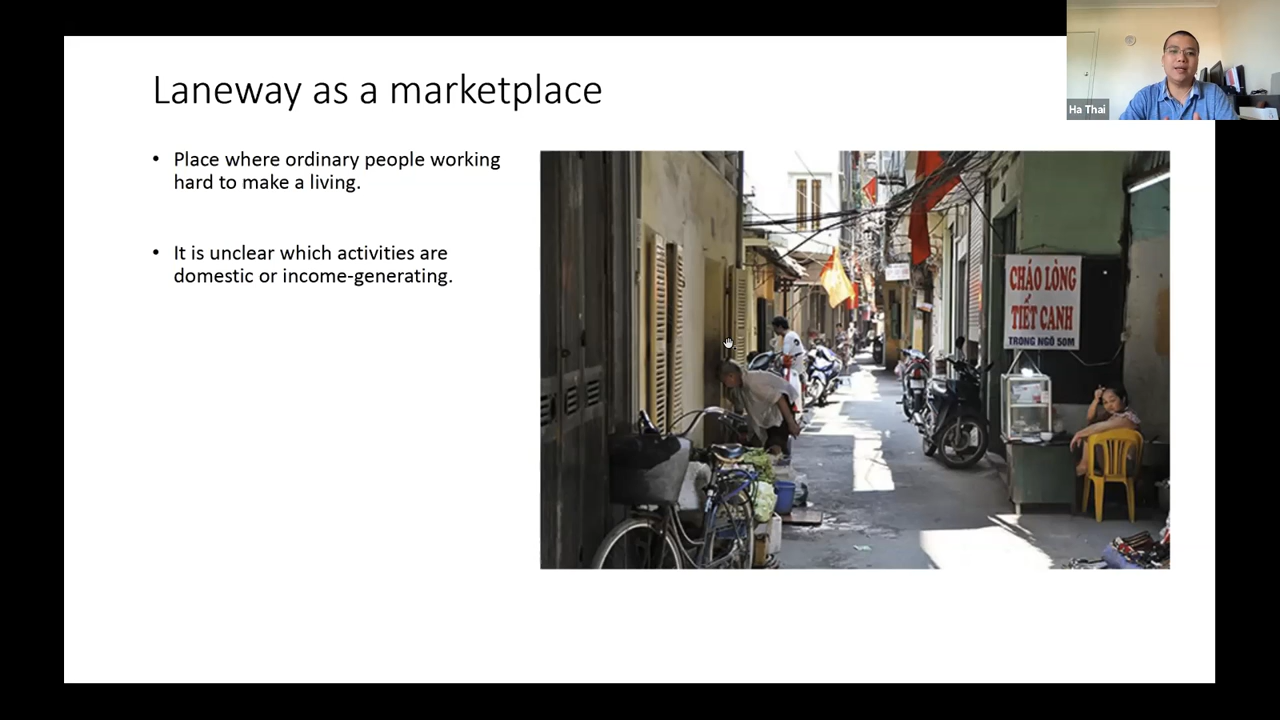 Laneway as a marketplace
Ha Thai
• Place where ordinary people working
hard to make a living.
• It is unclear which activities are
domestic or income-generating.
CHÁO LÒNG
TIẾT CANH
TRONG NGÕ 50M